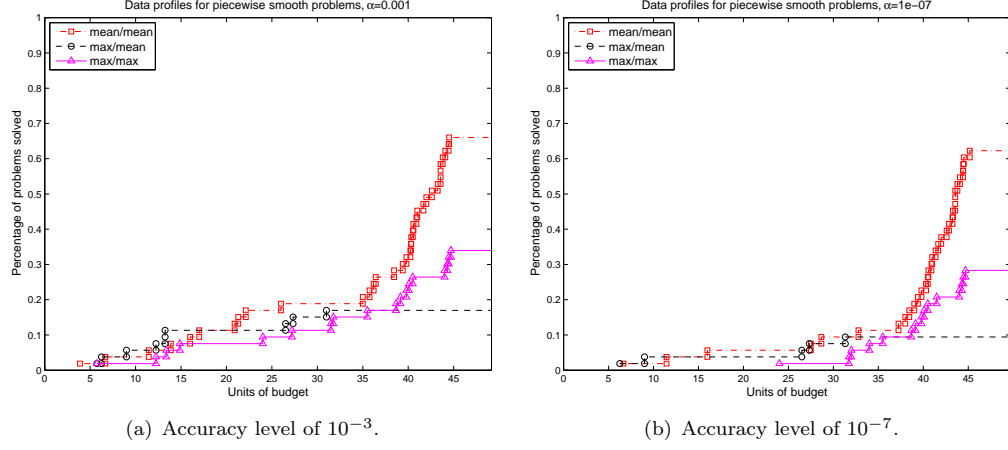 Data profiles for piecewise smooth problems, α=0.001
1
0.9
0.8
0.7
0.6
0.5
0.4
0.3
0.2
0.1
0
Percentage of problems solved
mean/mean
max/mean
max/max
0 5 10 15 20 25 30 35 40 45
Units of budget
(a) Accuracy level of 10−3.
Data profiles for piecewise smooth problems, α=1e−07
1
0.9
0.8
0.7
0.6
0.5
0.4
0.3
0.2
0.1
0
Percentage of problems solved
mean/mean
max/mean
max/max
0 5 10 15 20 25 30 35 40 45
Units of budget
(b) Accuracy level of 10−7.